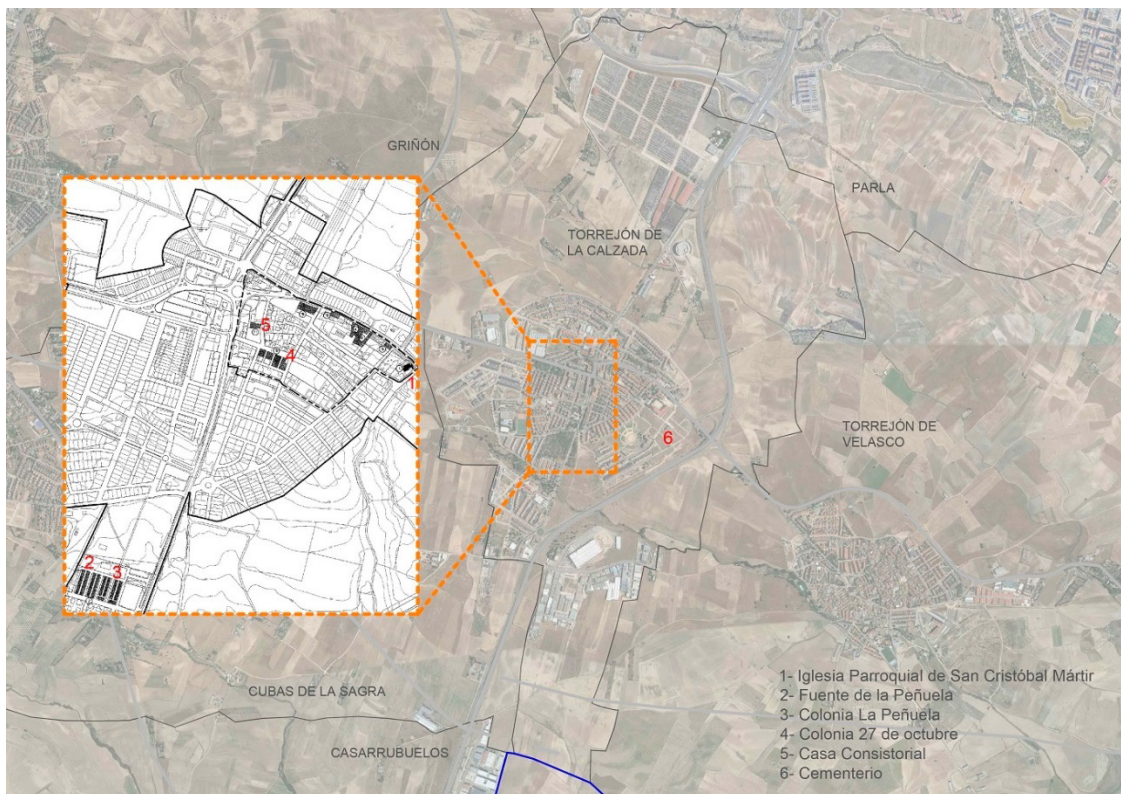 GRIÑÓN
PARLA
TORREJÓN DE
LA CALZADA
5
4
1
TORREJÓN DE
VELASCO
6
2
3
1- Iglesia Parroquial de San Cristóbal Mártir
2- Fuente de la Peñuela
3- Colonia La Peñuela
4- Colonia 27 de octubre
5- Casa Consistorial
6- Cementerio
CUBAS DE LA SAGRA
CASARRUBUELOS